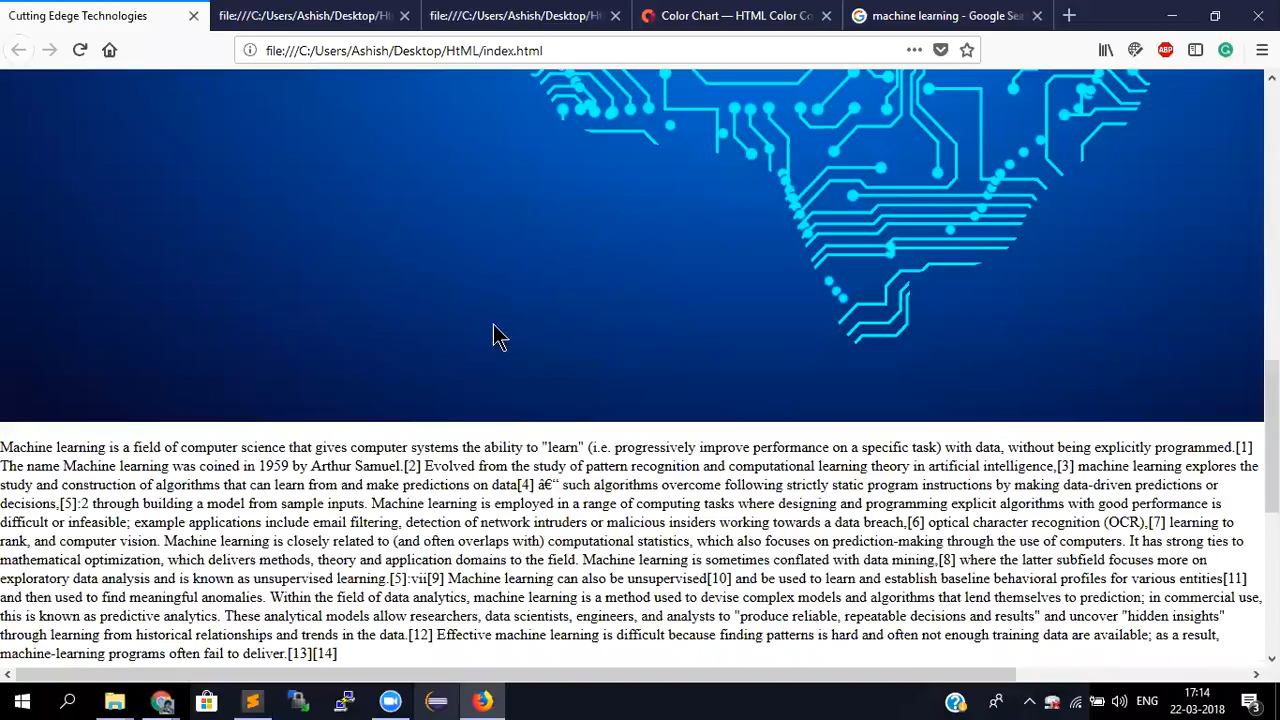 Cutting Edege Technologies
file:///C:/Users/Ashish/Desktop/Ht
file:///C:/Users/Ashish/Desktop/Ht
Color Chart — HTML Color Co
machine learning - Google Sea
file:///C:/Users/Ashish/Desktop/HtML/index.html
ABP
Machine learning is a field of computer science that gives computer systems the ability to "learn" (i.e. progressively improve performance on a specific task) with data, without being explicitly programmed.[1]
The name Machine learning was coined in 1959 by Arthur Samuel.[2] Evolved from the study of pattern recognition and computational learning theory in artificial intelligence,[3] machine learning explores the
study and construction of algorithms that can learn from and make predictions on data[4] â€“ such algorithms overcome following strictly static program instructions by making data-driven predictions or
decisions,[5]:2 through building a model from sample inputs. Machine learning is employed in a range of computing tasks where designing and programming explicit algorithms with good performance is
difficult or infeasible; example applications include email filtering, detection of network intruders or malicious insiders working towards a data breach,[6] optical character recognition (OCR),[7] learning to
rank, and computer vision. Machine learning is closely related to (and often overlaps with) computational statistics, which also focuses on prediction-making through the use of computers. It has strong ties to
mathematical optimization, which delivers methods, theory and application domains to the field. Machine learning is sometimes conflated with data mining,[8] where the latter subfield focuses more on
exploratory data analysis and is known as unsupervised learning.[5]:vii[9] Machine learning can also be unsupervised[10] and be used to learn and establish baseline behavioral profiles for various entities[11]
and then used to find meaningful anomalies. Within the field of data analytics, machine learning is a method used to devise complex models and algorithms that lend themselves to prediction; in commercial use,
this is known as predictive analytics. These analytical models allow researchers, data scientists, engineers, and analysts to "produce reliable, repeatable decisions and results" and uncover "hidden insights"
through learning from historical relationships and trends in the data.[12] Effective machine learning is difficult because finding patterns is hard and often not enough training data are available; as a result,
machine-learning programs often fail to deliver.[13][14]
ENG
17:14
22-03-2018
3